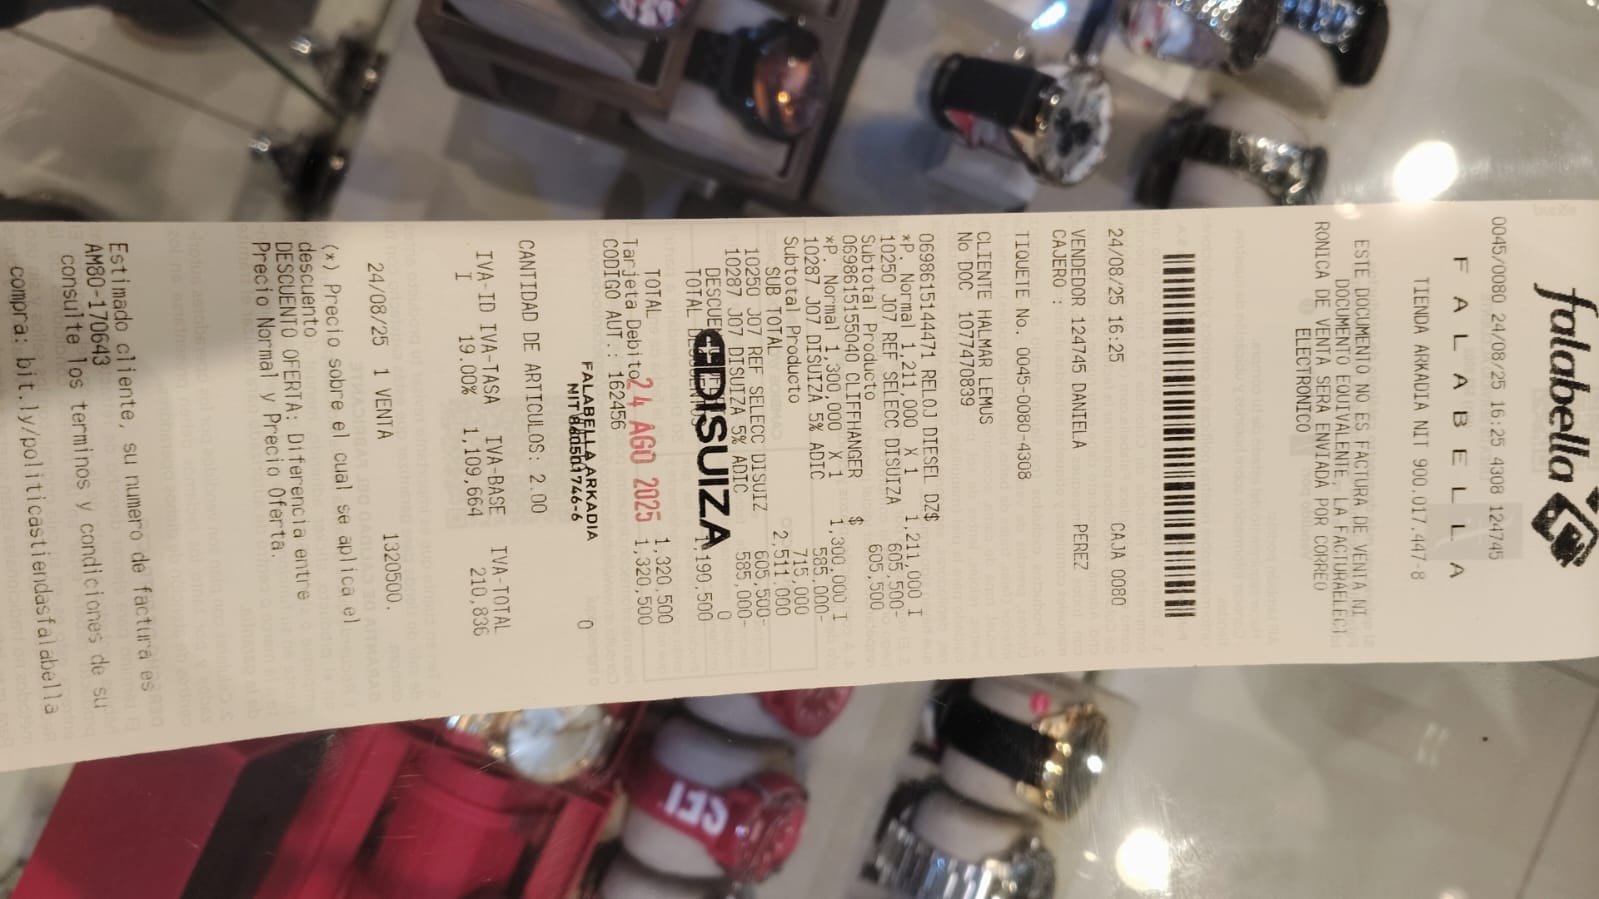 falabella
0045/0080 24/08/25 16:25 4308 124745
F A L A B E L L A
TIENDA ARKADIA NIT 900.017.447-8
ESTE DOCUMENTO NO ES FACTURA DE VENTA NI
DOCUMENTO EQUIVALENTE, LA FACTURAELECT
RONICA DE VENTA SERA ENVIADA POR CORREO
ELECTRONICO
24/08/25 16:25 CAJA 0080
VENDEDOR 124745 DANIELA PEREZ
CAJERO :
TIQUETE No. 0045-0080-4308
CLIENTE HALMAR LEMUS
No DOC 1077470839
0698615144471 RELOJ DIESEL DZ$ 1,211,000 I
*P. Normal 1,211,000 X 1
10250 J07 REF SELECC DISUIZA 605,500-
Subtotal Producto 605,500
0698615155040 CLIFFHANGER $ 1,300,000 I
*P. Normal 1,300,000 X 1
10287 J07 DISUIZA 5% ADIC 585,000-
Subtotal Producto 715,000
SUB TOTAL 2,511,000
10250 J07 REF SELECC DISUIZ 605,500-
10287 J07 DISUIZA 5% ADIC 585,000-
0
TOTAL 1,190,500
DISUIZA
TOTAL 1,320,500
Tarjeta Debito 1,320,500
24 AGO 2025
CODIGO AUT.: 162456
FALABELLA ARKADIA 0
NIT
CANTIDAD DE ARTICULOS: 2.00
IVA-ID IVA-TASA IVA-BASE IVA-TOTAL
I 19.00% 1,109,664 210,836
24/08/25 1 VENTA 1320500.
(*) Precio sobre el cual se aplica el
descuento
DESCUENTO OFERTA: Diferencia entre
Precio Normal y Precio Oferta.
Estimado cliente, su numero de factura es
AM80-170643
consulte los terminos y condiciones de su
compra: bit.ly/politicastiendasfalabella